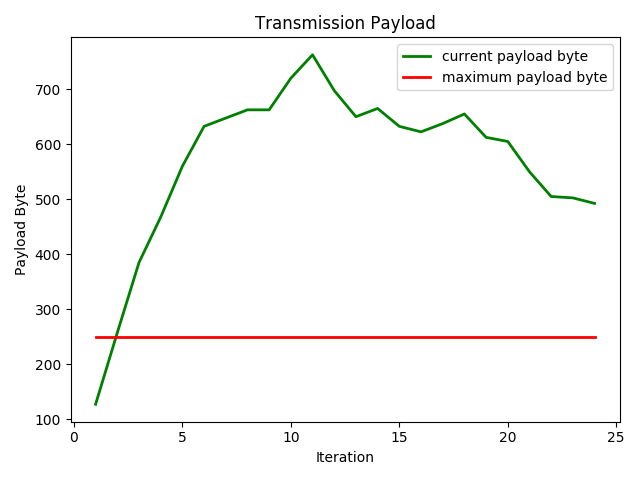 Transmission Payload
current payload byte
maximum payload byte
700
600
500
400
300
200
100
Payload Byte
0
5
10
15
20
25
Iteration